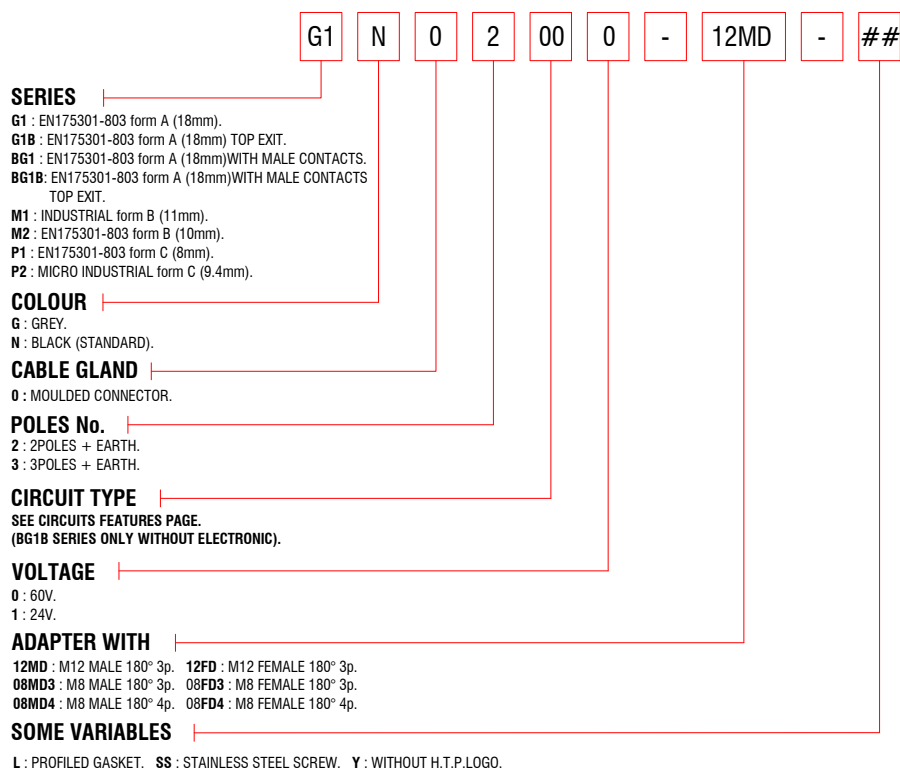 G1 N 0 2 00 0 - 12MD - ##
SERIES
G1 : EN175301-803 form A (18mm).
G1B : EN175301-803 form A (18mm) TOP EXIT.
BG1 : EN175301-803 form A (18mm)WITH MALE CONTACTS.
BG1B: EN175301-803 form A (18mm)WITH MALE CONTACTS
TOP EXIT.
M1 : INDUSTRIAL form B (11mm).
M2 : EN175301-803 form B (10mm).
P1 : EN175301-803 form C (8mm).
P2 : MICRO INDUSTRIAL form C (9.4mm).
COLOUR
G : GREY.
N : BLACK (STANDARD).
CABLE GLAND
0 : MOULDED CONNECTOR.
POLES No.
2 : 2POLES + EARTH.
3 : 3POLES + EARTH.
CIRCUIT TYPE
SEE CIRCUITS FEATURES PAGE.
(BG1B SERIES ONLY WITHOUT ELECTRONIC).
VOLTAGE
0 : 60V.
1 : 24V.
ADAPTER WITH
12MD : M12 MALE 180° 3p. 12FD : M12 FEMALE 180° 3p.
08MD3 : M8 MALE 180° 3p. 08FD3 : M8 FEMALE 180° 3p.
08MD4 : M8 MALE 180° 4p. 08FD4 : M8 FEMALE 180° 4p.
SOME VARIABLES
L : PROFILED GASKET. SS : STAINLESS STEEL SCREW. Y : WITHOUT H.T.P.LOGO.